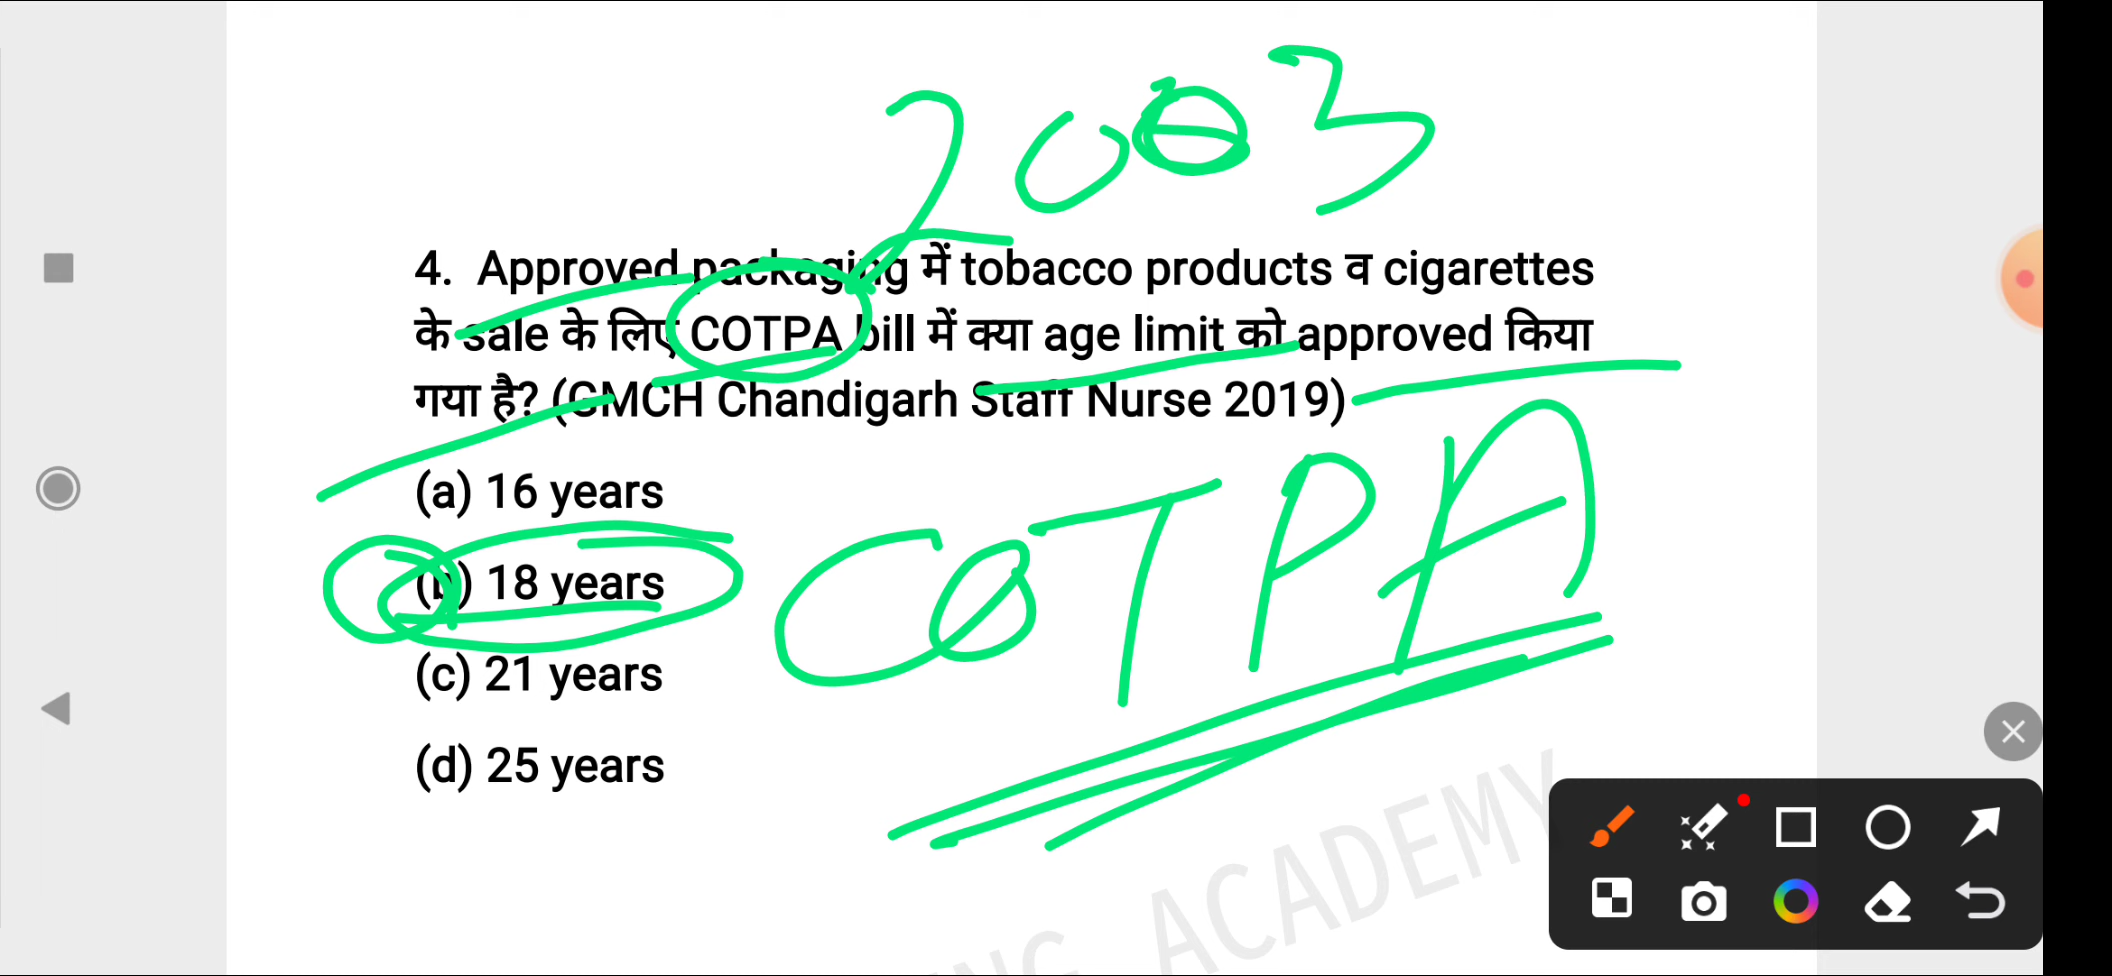 2003
4. Approved packaging में tobacco products व cigarettes
के sale के लिए COTPA bill में क्या age limit को approved किया
गया है? (GMCH Chandigarh Staff Nurse 2019)
(a) 16 years
(b) 18 years
(c) 21 years
(d) 25 years
COTPA
ACADEMY